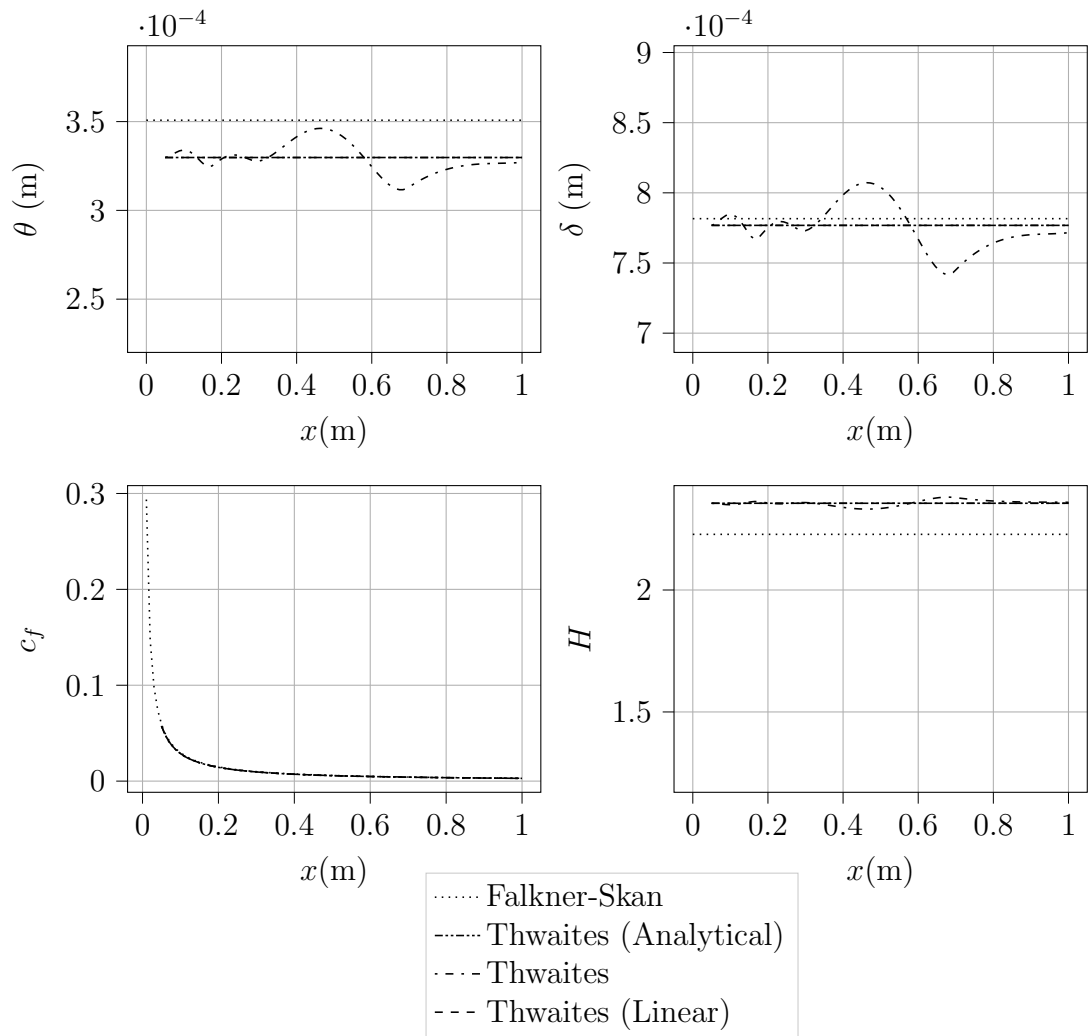 ·10⁻⁴
3.5
3
2.5
θ (m)
0 0.2 0.4 0.6 0.8 1
x(m)
·10⁻⁴
9
8.5
8
7.5
7
δ (m)
0 0.2 0.4 0.6 0.8 1
x(m)
0.3
0.2
0.1
0
c_f
0 0.2 0.4 0.6 0.8 1
x(m)
2
1.5
H
0 0.2 0.4 0.6 0.8 1
x(m)
Falkner-Skan
Thwaites (Analytical)
Thwaites
Thwaites (Linear)